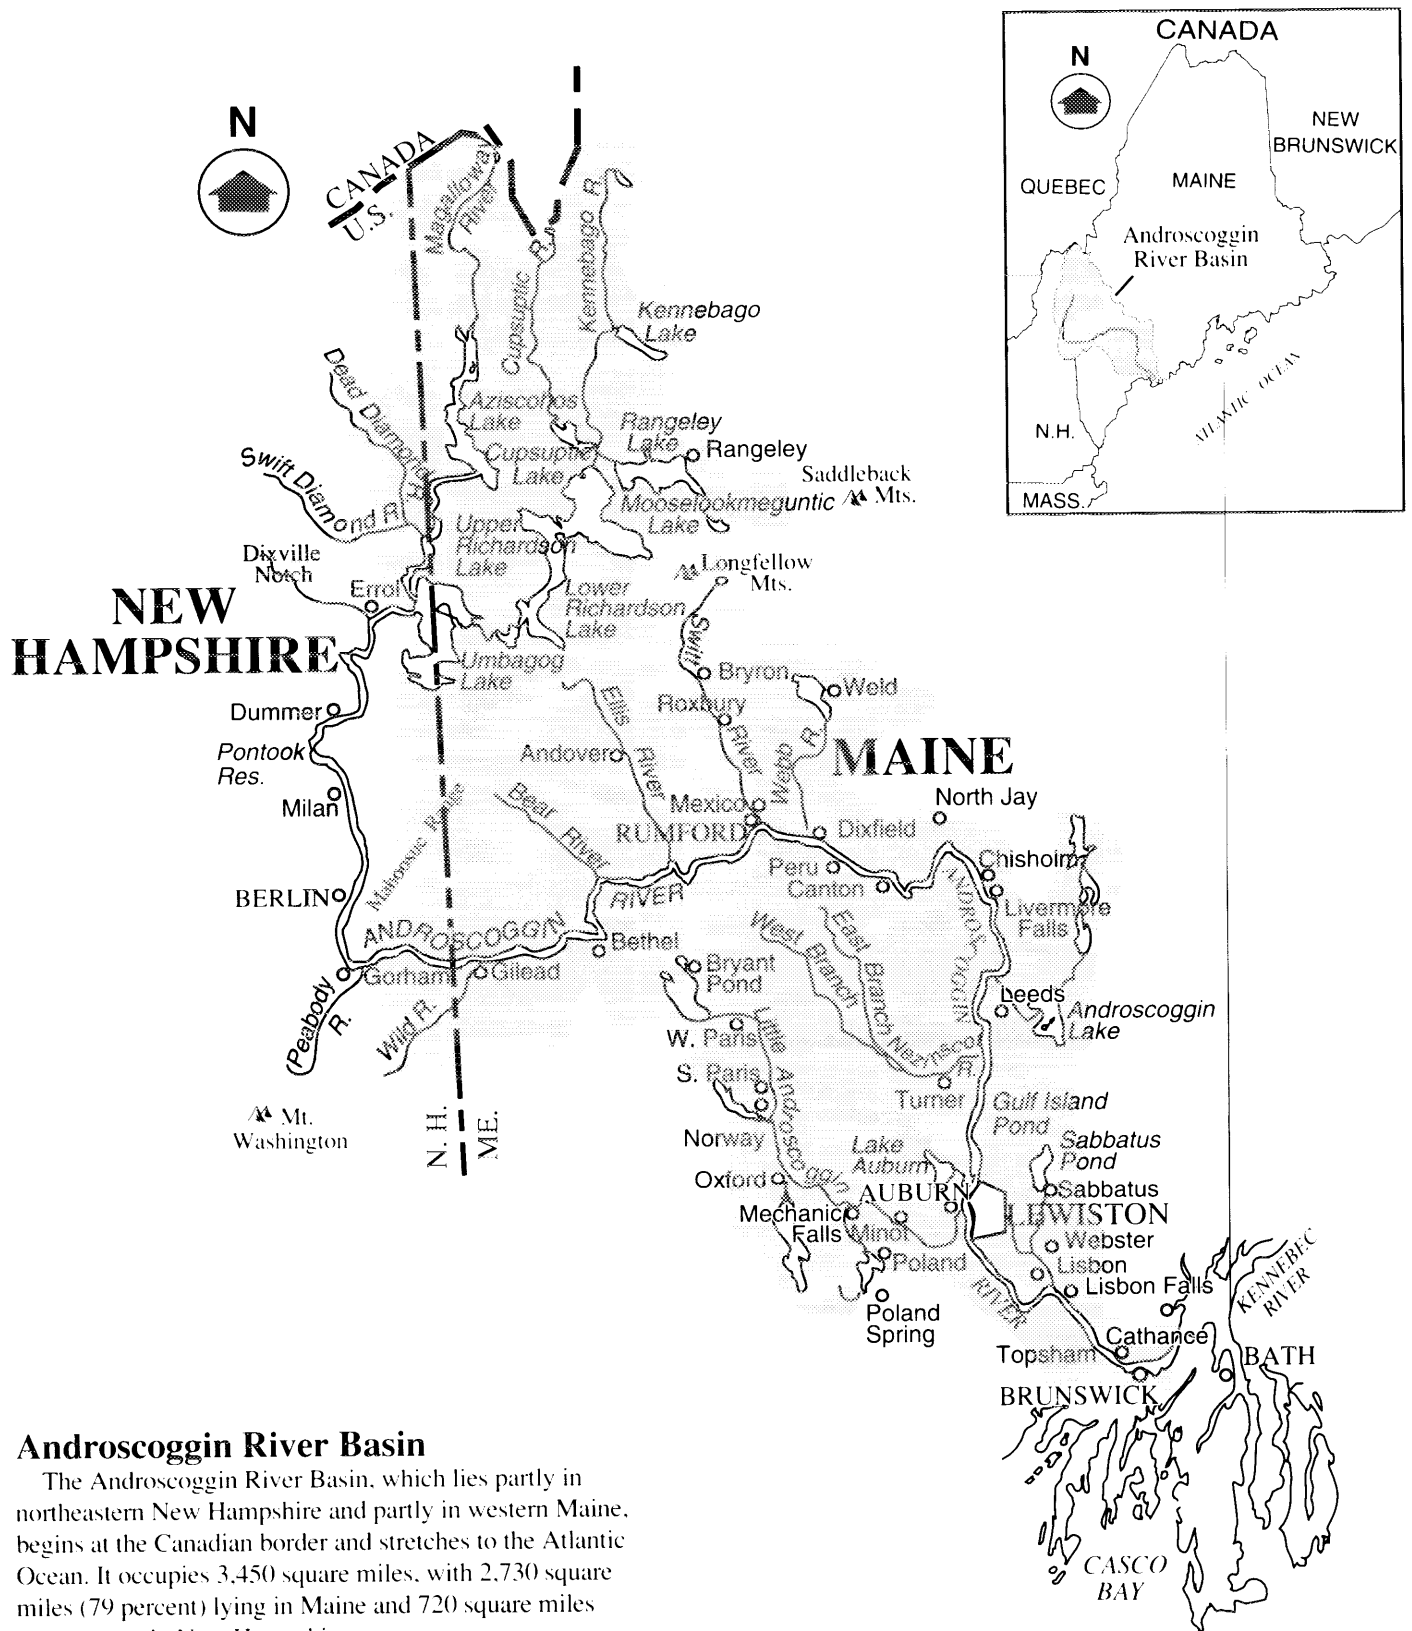 CANADA
N
NEW
BRUNSWICK
QUEBEC
MAINE
Androscoggin
River Basin
ATLANTIC OCEAN
N.H.
MASS.
N
CANADA
U.S.
Magalloway
River
Cupsuptic
R.
Kennebago R.
Kennebago
Lake
Dead Diamond
R.
Aziscohos
Lake
Rangeley
Lake
Rangeley
Cupsuptic
Lake
Saddleback
Mts.
Swift Diamond R.
Mooselookmeguntic
Lake
Upper
Richardson
Lake
Dixville
Notch
Longfellow
Mts.
Errol
Lower
Richardson
Lake
NEW
HAMPSHIRE
Umbagog
Lake
Swift
River
Bryron
Weld
Ellis
River
Roxbury
Dummer
Webb R.
Andover
MAINE
Pontook
Res.
Milan
Bear River
Mexico
North Jay
RUMFORD
Dixfield
Mahoosuc
Chisholm
Peru
Canton
BERLIN
RIVER
ANDROSCOGGIN
Livermore
Falls
ANDROSCOGGIN
West
Branch
East
Branch
Bethel
Gorham
Gilead
Bryant
Pond
Leeds
Androscoggin
Lake
Peabody
R.
Wild R.
W. Paris
Little Androscoggin
Nezinscot
R.
S. Paris
Turner
Gulf Island
Pond
Mt.
Washington
N. H.
ME.
Norway
Lake
Auburn
Sabbatus
Pond
Oxford
AUBURN
Sabbatus
Mechanic
Falls
LEWISTON
Minot
Webster
Poland
Lisbon
RIVER
Lisbon Falls
KENNEBEC
RIVER
Poland
Spring
Cathance
Topsham
BATH
BRUNSWICK
Androscoggin River Basin
The Androscoggin River Basin, which lies partly in
northeastern New Hampshire and partly in western Maine,
begins at the Canadian border and stretches to the Atlantic
Ocean. It occupies 3,450 square miles, with 2,730 square
miles (79 percent) lying in Maine and 720 square miles
CASCO
BAY